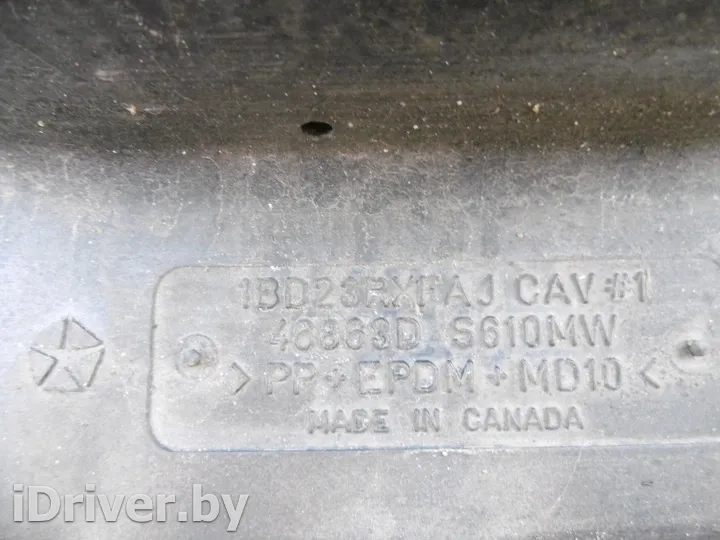 1BD23RXFAJ CAV #1
46863D S610MW
> PP + EPDM + MD10 <
MADE IN CANADA
iDriver.by